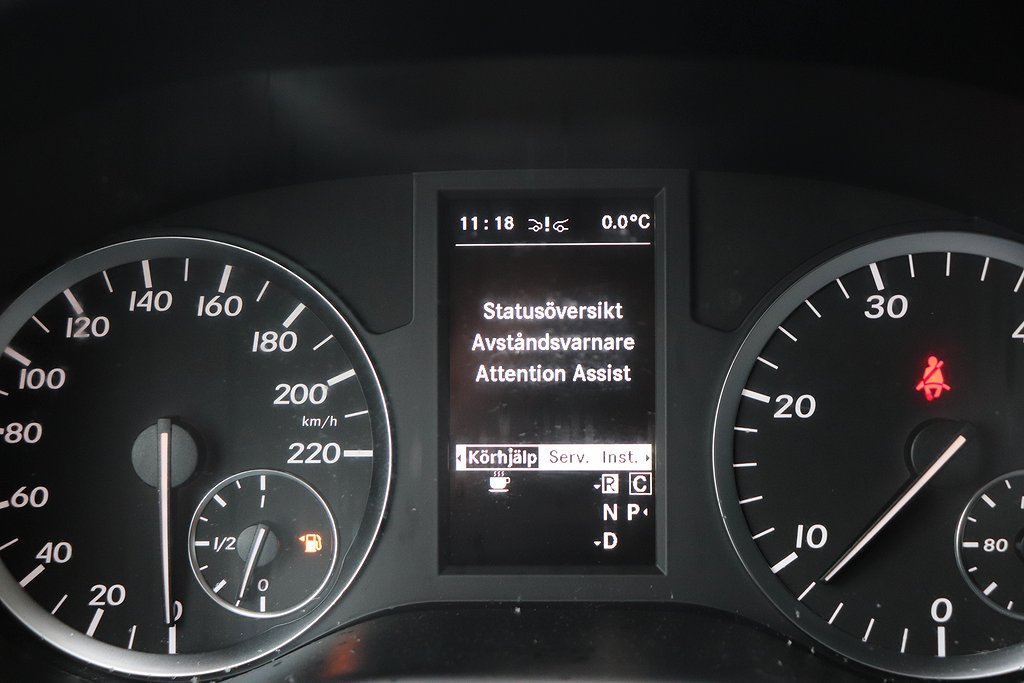 11:18 0.0°C
Statusöversikt
Avståndsvarnare
Attention Assist
Körhjälp Serv. Inst.
R C
N P
D
0
20
40
60
80
100
120
140
160
180
200
220
km/h
1
1/2
0
0
10
20
30
80